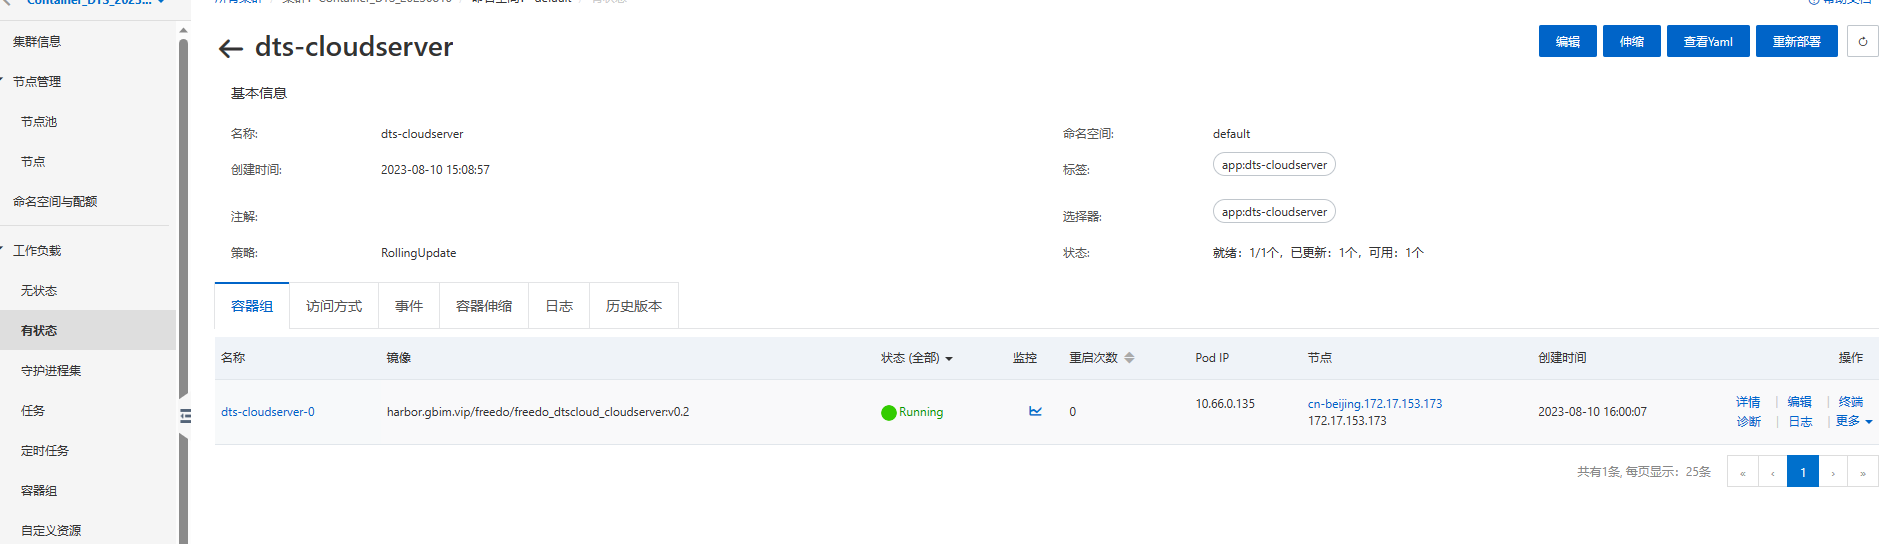 Container_DTS_2023...
default
帮助文档
集群信息
节点管理
节点池
节点
命名空间与配额
工作负载
无状态
有状态
守护进程集
任务
定时任务
容器组
自定义资源
dts-cloudserver
编辑
伸缩
查看Yaml
重新部署
基本信息
名称: dts-cloudserver 命名空间: default
创建时间: 2023-08-10 15:08:57 标签: app:dts-cloudserver
注解: 选择器: app:dts-cloudserver
策略: RollingUpdate 状态: 就绪：1/1个，已更新：1个，可用：1个
容器组 访问方式 事件 容器伸缩 日志 历史版本
名称 镜像 状态 (全部) 监控 重启次数 Pod IP 节点 创建时间 操作
dts-cloudserver-0 harbor.gbim.vip/freedo/freedo_dtscloud_cloudserver:v0.2 Running 0 10.66.0.135 cn-beijing.172.17.153.173 2023-08-10 16:00:07 详情 | 编辑 | 终端
172.17.153.173 诊断 | 日志 | 更多
共有1条, 每页显示：25条 « ‹ 1 › »